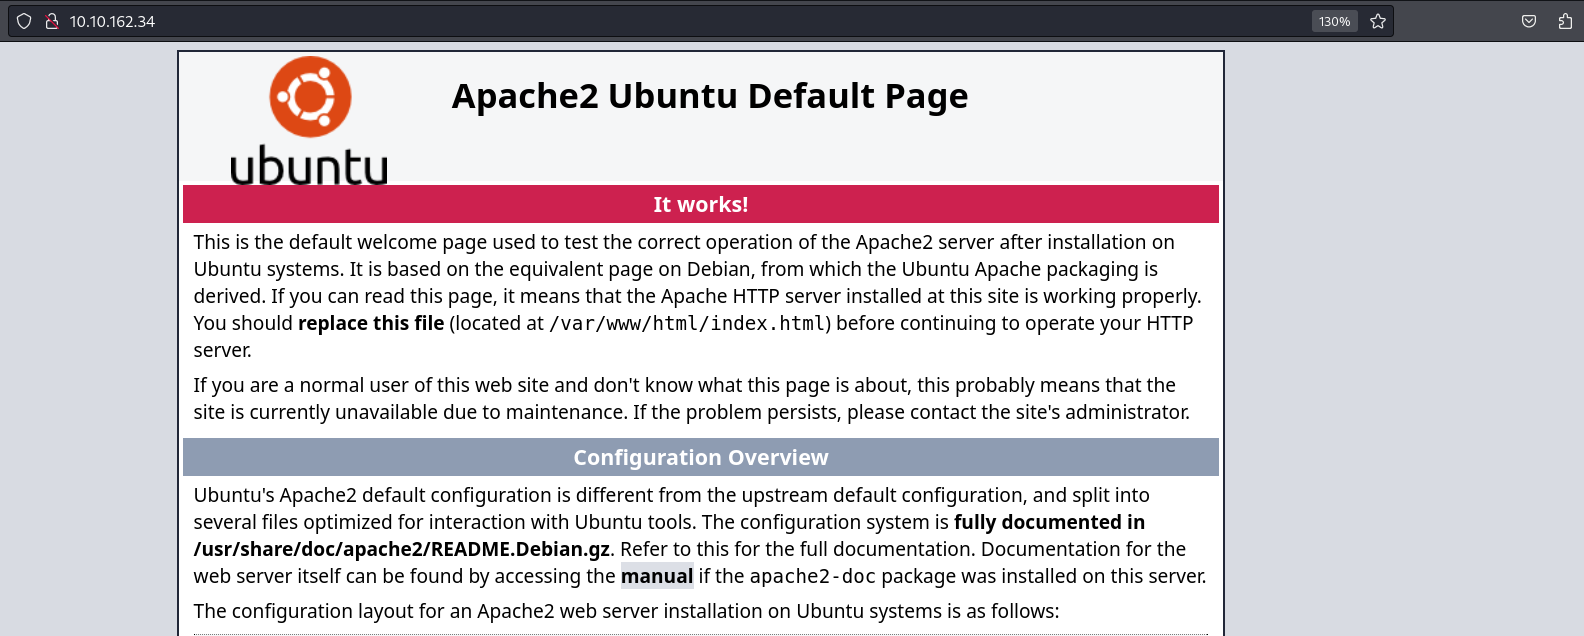 10.10.162.34
130%
Apache2 Ubuntu Default Page
ubuntu
It works!
This is the default welcome page used to test the correct operation of the Apache2 server after installation on
Ubuntu systems. It is based on the equivalent page on Debian, from which the Ubuntu Apache packaging is
derived. If you can read this page, it means that the Apache HTTP server installed at this site is working properly.
You should replace this file (located at /var/www/html/index.html) before continuing to operate your HTTP
server.
If you are a normal user of this web site and don't know what this page is about, this probably means that the
site is currently unavailable due to maintenance. If the problem persists, please contact the site's administrator.
Configuration Overview
Ubuntu's Apache2 default configuration is different from the upstream default configuration, and split into
several files optimized for interaction with Ubuntu tools. The configuration system is fully documented in
/usr/share/doc/apache2/README.Debian.gz. Refer to this for the full documentation. Documentation for the
web server itself can be found by accessing the manual if the apache2-doc package was installed on this server.
The configuration layout for an Apache2 web server installation on Ubuntu systems is as follows: